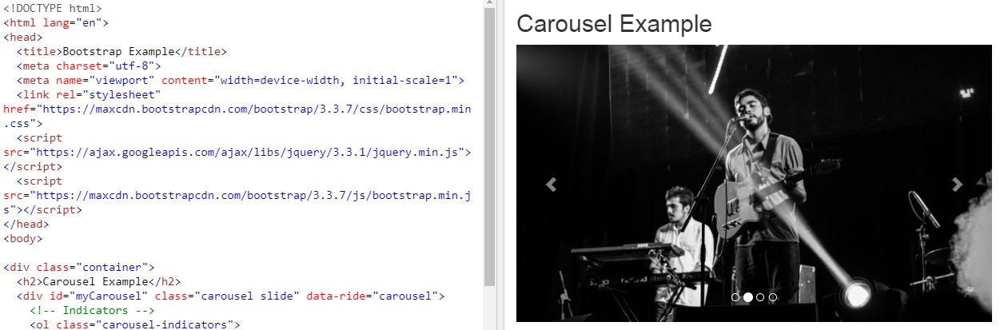 <!DOCTYPE html>
<html lang="en">
<head>
  <title>Bootstrap Example</title>
  <meta charset="utf-8">
  <meta name="viewport" content="width=device-width, initial-scale=1">
  <link rel="stylesheet"
href="https://maxcdn.bootstrapcdn.com/bootstrap/3.3.7/css/bootstrap.min
.css">
  <script
src="https://ajax.googleapis.com/ajax/libs/jquery/3.3.1/jquery.min.js">
</script>
  <script
src="https://maxcdn.bootstrapcdn.com/bootstrap/3.3.7/js/bootstrap.min.j
s"></script>
</head>
<body>

<div class="container">
  <h2>Carousel Example</h2>
  <div id="myCarousel" class="carousel slide" data-ride="carousel">
    <!-- Indicators -->
    <ol class="carousel-indicators">
Carousel Example
KORG